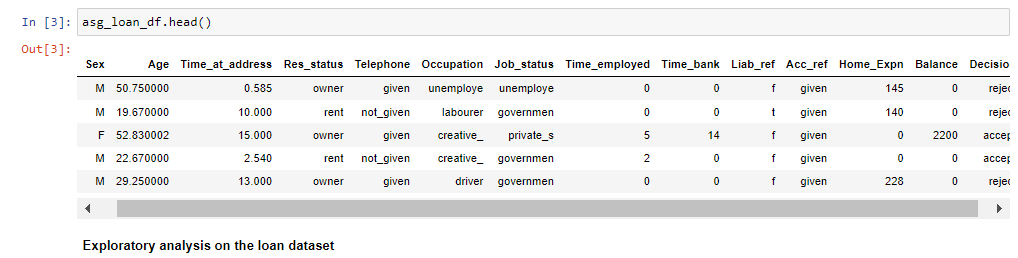 In [3]: asg_loan_df.head()
Out[3]:
Sex Age Time_at_address Res_status Telephone Occupation Job_status Time_employed Time_bank Liab_ref Acc_ref Home_Expn Balance Decisio
M 50.750000 0.585 owner given unemploye unemploye 0 0 f given 145 0 rejec
M 19.670000 10.000 rent not_given labourer governmen 0 0 t given 140 0 rejec
F 52.830002 15.000 owner given creative_ private_s 5 14 f given 0 2200 accep
M 22.670000 2.540 rent not_given creative_ governmen 2 0 f given 0 0 accep
M 29.250000 13.000 owner given driver governmen 0 0 f given 228 0 rejec
Exploratory analysis on the loan dataset